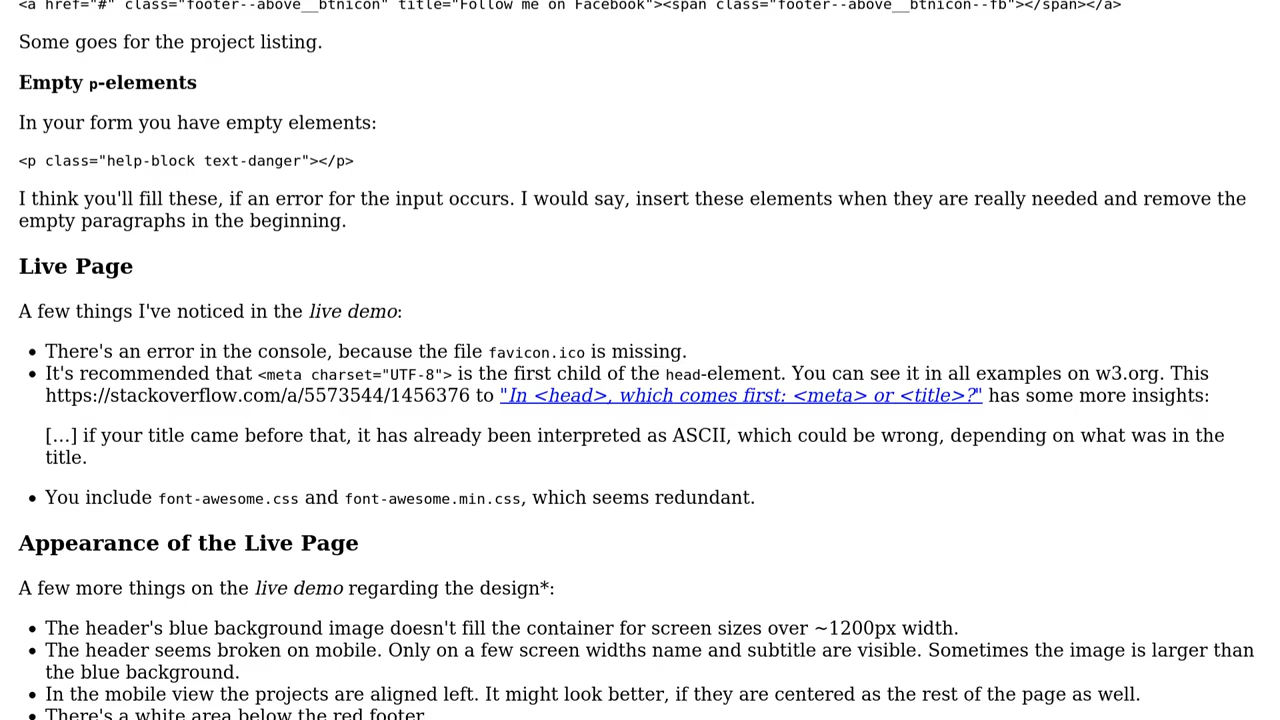 <a href="#" class="footer--above__btnicon" title="Follow me on Facebook"><span class="footer--above__btnicon--fb"></span></a>
Some goes for the project listing.
Empty p-elements
In your form you have empty elements:
<p class="help-block text-danger"></p>
I think you'll fill these, if an error for the input occurs. I would say, insert these elements when they are really needed and remove the
empty paragraphs in the beginning.
Live Page
A few things I've noticed in the live demo:
• There's an error in the console, because the file favicon.ico is missing.
• It's recommended that <meta charset="UTF-8"> is the first child of the head-element. You can see it in all examples on w3.org. This
https://stackoverflow.com/a/5573544/1456376 to "In <head>, which comes first: <meta> or <title>?" has some more insights:
[…] if your title came before that, it has already been interpreted as ASCII, which could be wrong, depending on what was in the
title.
• You include font-awesome.css and font-awesome.min.css, which seems redundant.
Appearance of the Live Page
A few more things on the live demo regarding the design*:
• The header's blue background image doesn't fill the container for screen sizes over ~1200px width.
• The header seems broken on mobile. Only on a few screen widths name and subtitle are visible. Sometimes the image is larger than
the blue background.
• In the mobile view the projects are aligned left. It might look better, if they are centered as the rest of the page as well.
• There's a white area below the red footer.